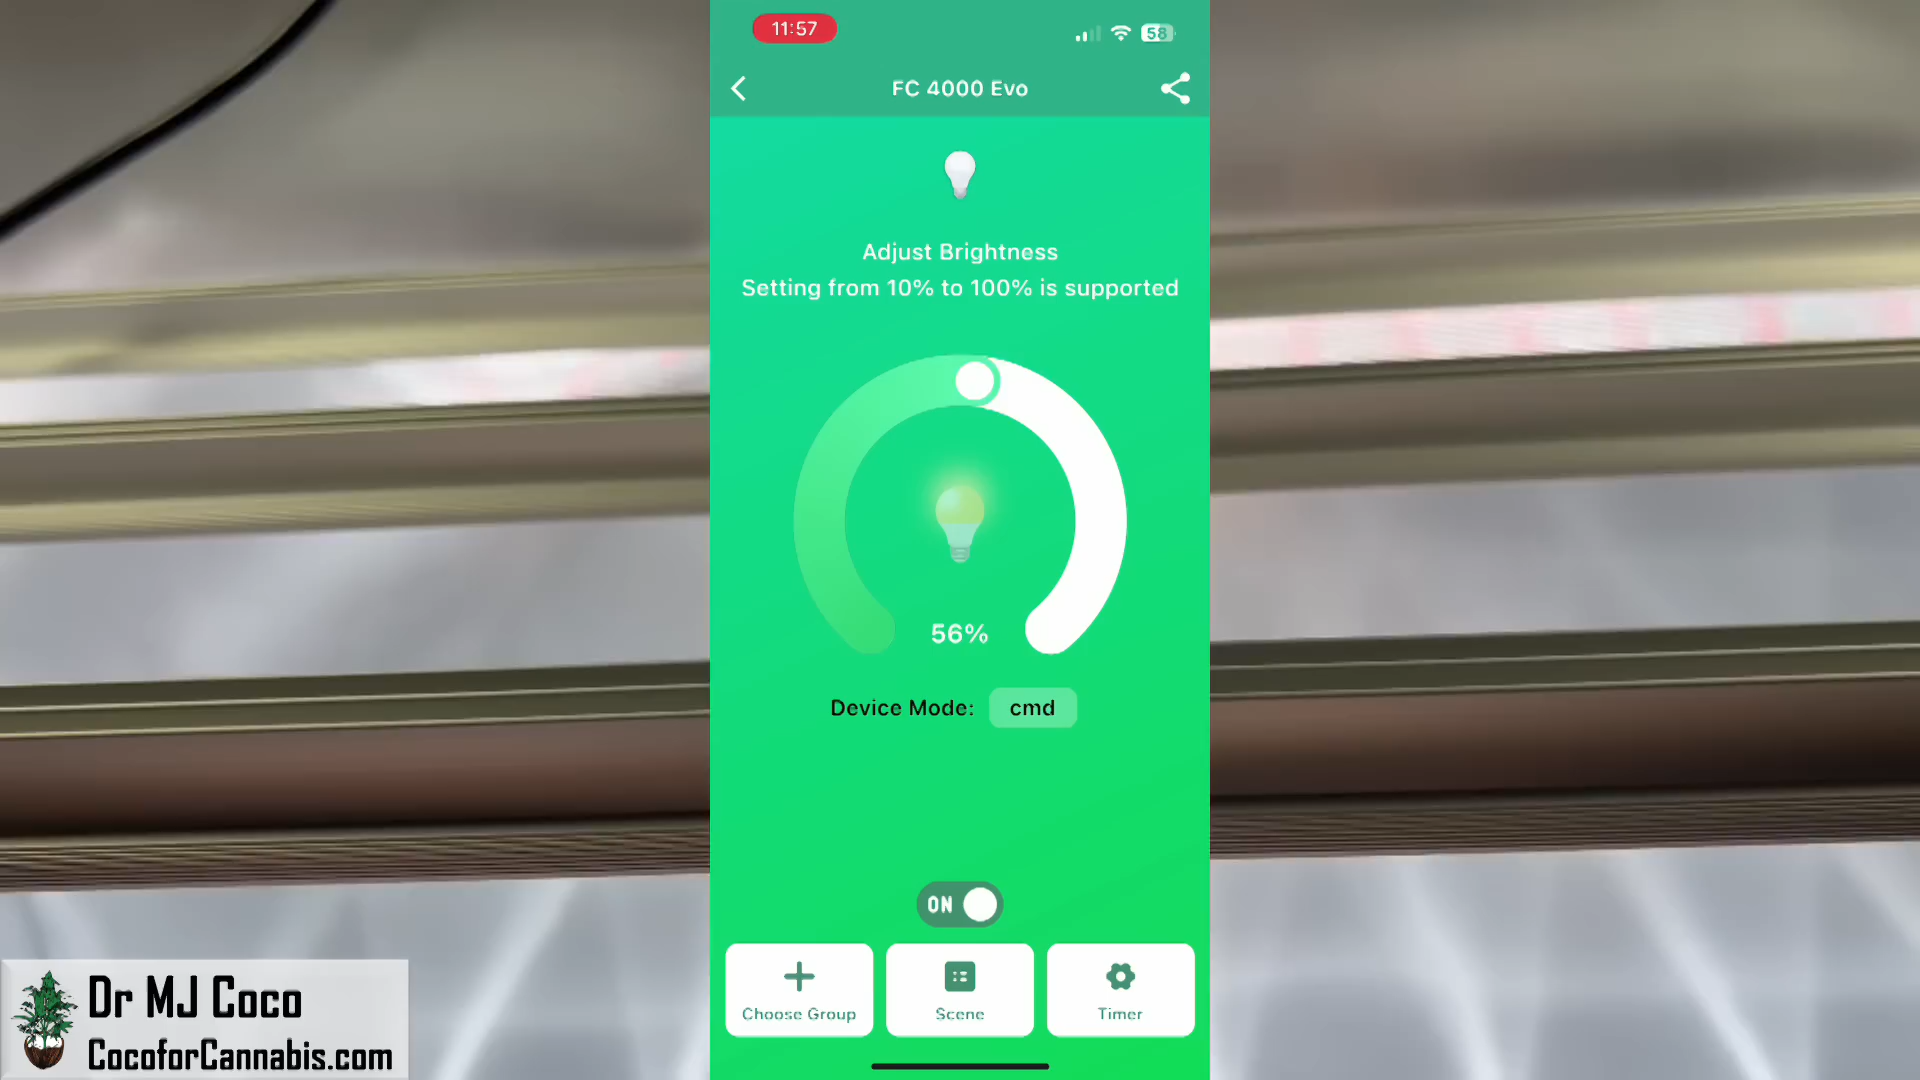 11:57
58
FC 4000 Evo
Adjust Brightness
Setting from 10% to 100% is supported
56%
Device Mode: cmd
ON
Choose Group
Scene
Timer
Dr MJ Coco
CocoforCannabis.com